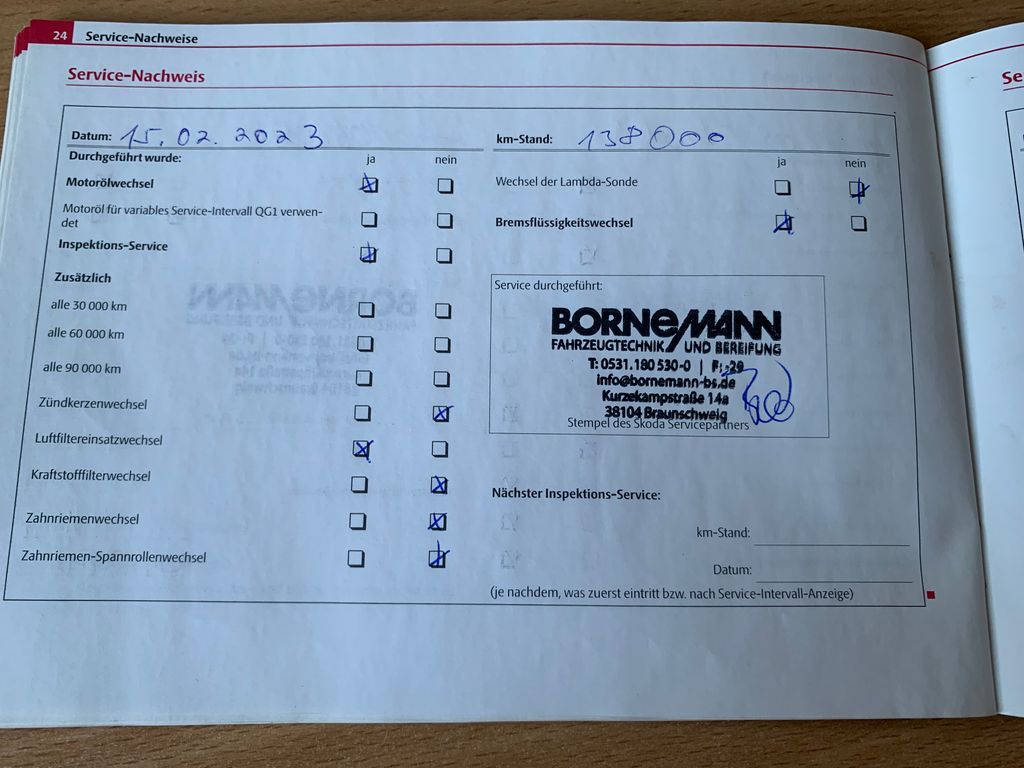 24 Service-Nachweise
Service-Nachweis
Datum: 15.02.2023
Durchgeführt wurde: ja nein
Motorölwechsel
Motoröl für variables Service-Intervall QG1 verwen-
det
Inspektions-Service
Zusätzlich
alle 30 000 km
alle 60 000 km
alle 90 000 km
Zündkerzenwechsel
Luftfiltereinsatzwechsel
Kraftstofffilterwechsel
Zahnriemenwechsel
Zahnriemen-Spannrollenwechsel
km-Stand: 138000
ja nein
Wechsel der Lambda-Sonde
Bremsflüssigkeitswechsel
Service durchgeführt:
BORNEMANN
FAHRZEUGTECHNIK UND BEREIFUNG
T: 0531.180 530-0 | F: -29
info@bornemann-bs.de
Kurzekampstraße 14a
38104 Braunschweig
Stempel des Skoda Servicepartners
Nächster Inspektions-Service:
km-Stand:
Datum:
(je nachdem, was zuerst eintritt bzw. nach Service-Intervall-Anzeige)
Se